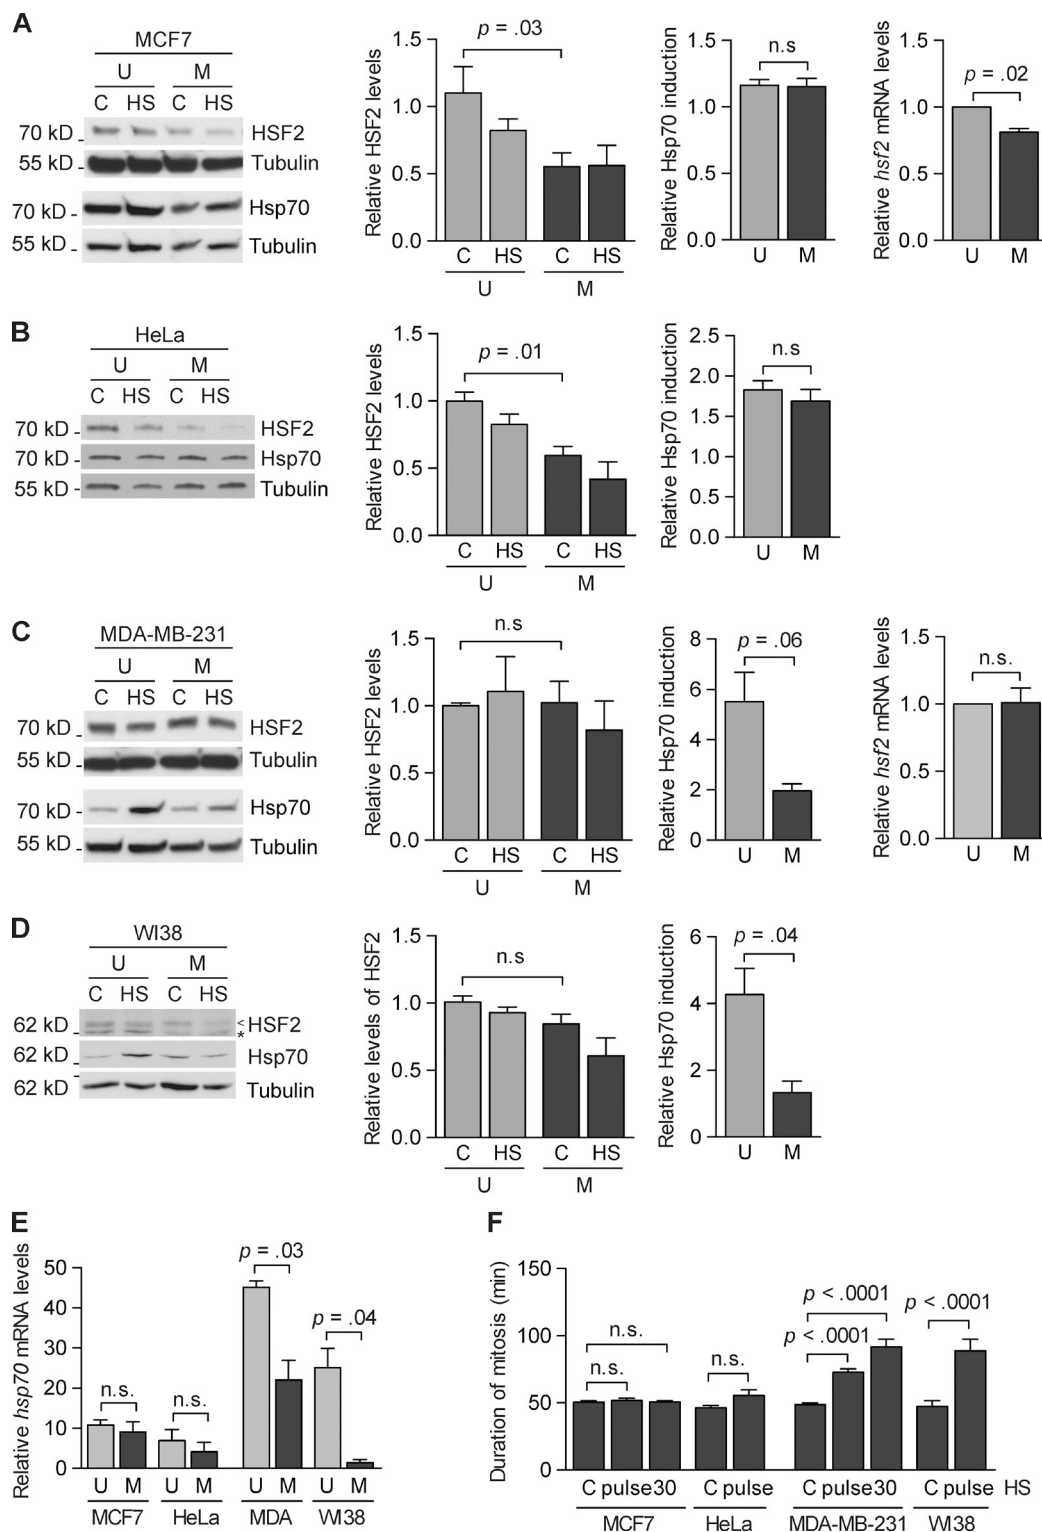 A
MCF7
U M
C HS C HS
70 kD HSF2
55 kD Tubulin
70 kD Hsp70
55 kD Tubulin
Relative HSF2 levels
1.5
1.0
0.5
0.0
p = .03
C HS C HS
U M
Relative Hsp70 induction
1.5
1.0
0.5
0.0
n.s
U M
Relative hsf2 mRNA levels
1.5
1.0
0.5
0.0
p = .02
U M
B
HeLa
U M
C HS C HS
70 kD HSF2
70 kD Hsp70
55 kD Tubulin
Relative HSF2 levels
1.5
1.0
0.5
0.0
p = .01
C HS C HS
U M
Relative Hsp70 induction
2.5
2.0
1.5
1.0
0.5
0.0
n.s
U M
C
MDA-MB-231
U M
C HS C HS
70 kD HSF2
55 kD Tubulin
70 kD Hsp70
55 kD Tubulin
Relative HSF2 levels
1.5
1.0
0.5
0.0
n.s
C HS C HS
U M
Relative Hsp70 induction
8
6
4
2
0
p = .06
U M
Relative hsf2 mRNA levels
1.5
1.0
0.5
0.0
n.s.
U M
D
WI38
U M
C HS C HS
62 kD < HSF2
*
62 kD Hsp70
62 kD Tubulin
Relative levels of HSF2
1.5
1.0
0.5
0.0
n.s
C HS C HS
U M
Relative Hsp70 induction
6
4
2
0
p = .04
U M
E
Relative hsp70 mRNA levels
50
40
30
20
10
0
n.s. n.s. p = .03 p = .04
U M U M U M U M
MCF7 HeLa MDA WI38
F
Duration of mitosis (min)
150
100
50
0
n.s.
n.s.
n.s.
p < .0001
p < .0001
p < .0001
C pulse30 C pulse C pulse30 C pulse HS
MCF7 HeLa MDA-MB-231 WI38